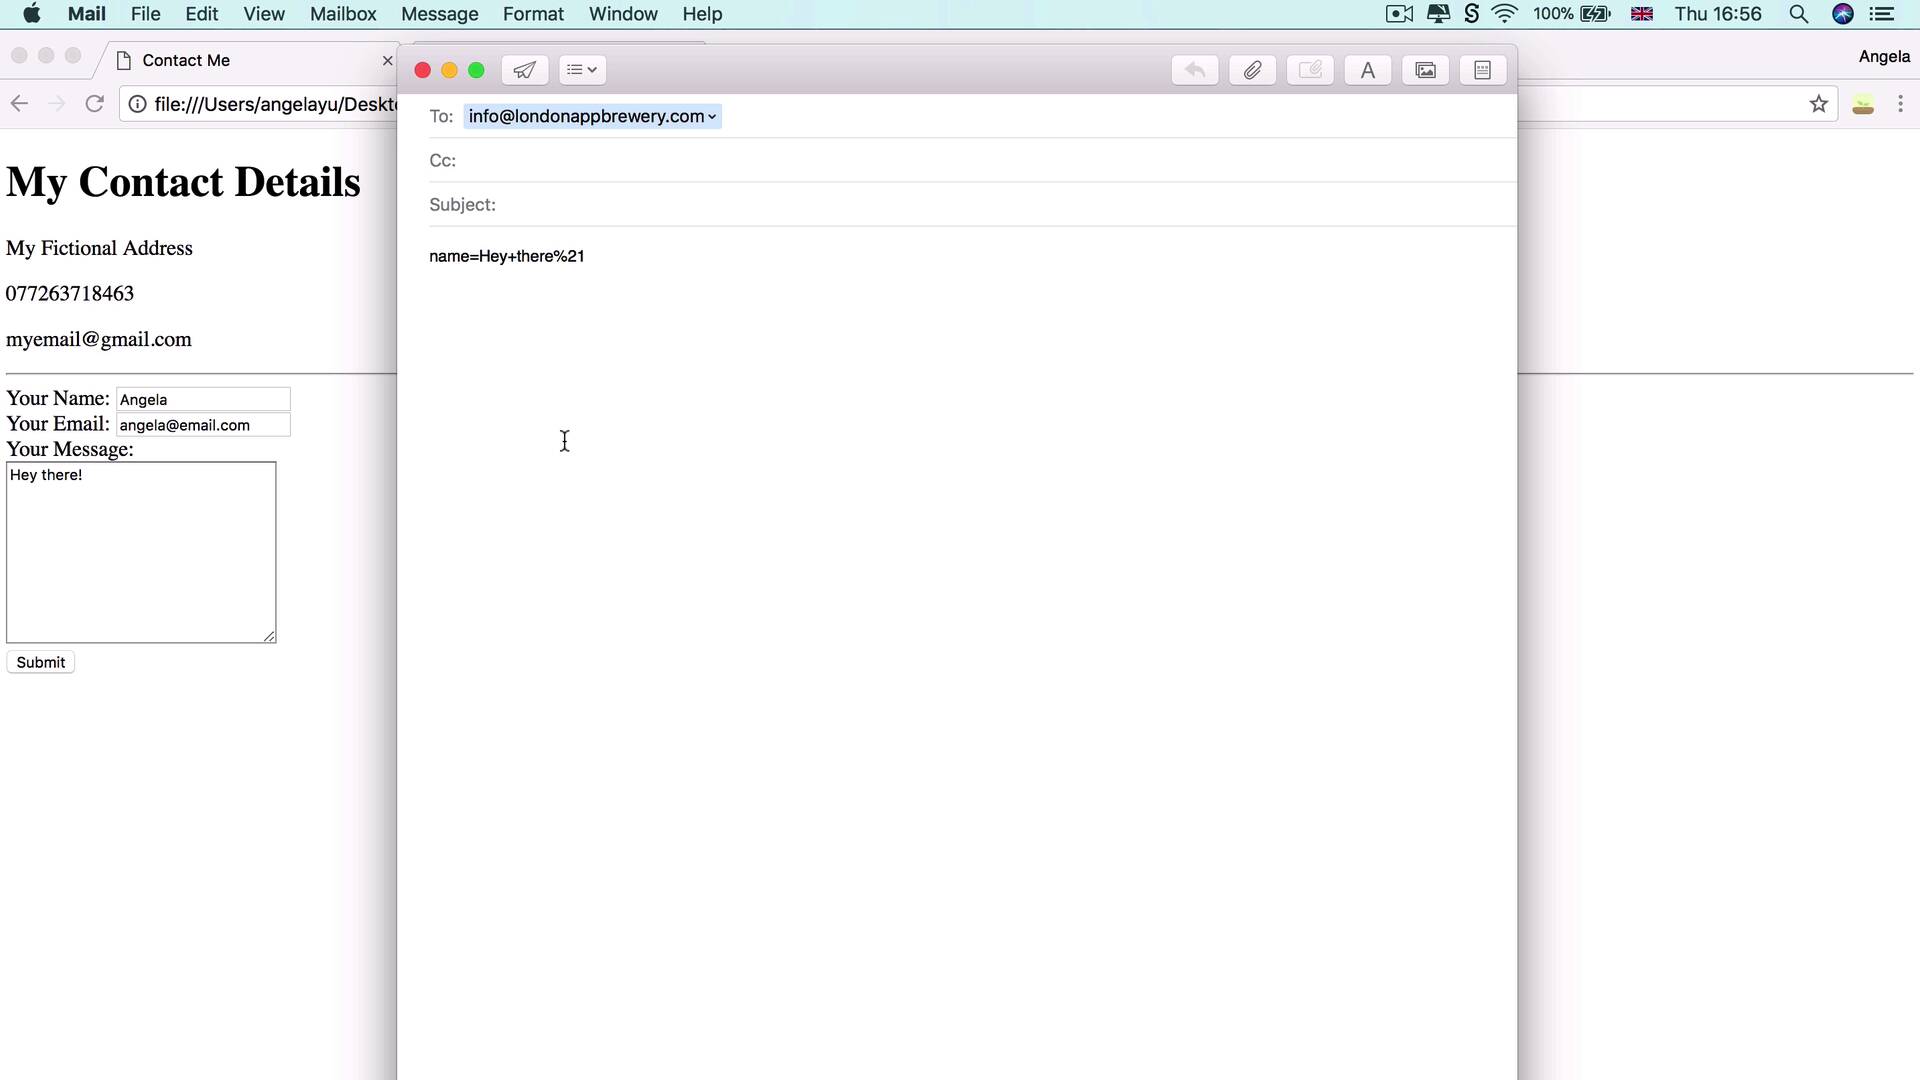 Mail File Edit View Mailbox Message Format Window Help 100% Thu 16:56
Contact Me
Angela
file:///Users/angelayu/Deskt
To: info@londonappbrewery.com
Cc:
Subject:
name=Hey+there%21
My Contact Details
My Fictional Address
077263718463
myemail@gmail.com
Your Name: Angela
Your Email: angela@email.com
Your Message:
Hey there!
Submit